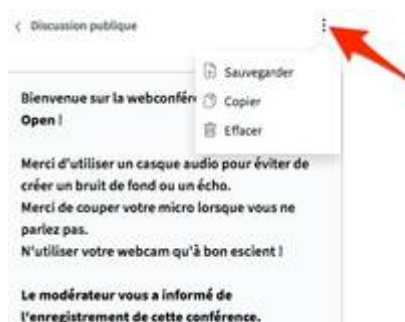 Discussion publique
Sauvegarder
Copier
Effacer
Bienvenue sur la webconfér
Open !
Merci d'utiliser un casque audio pour éviter de
créer un bruit de fond ou un écho.
Merci de couper votre micro lorsque vous ne
parlez pas.
N'utiliser votre webcam qu'à bon escient !
Le modérateur vous a informé de
l'enregistrement de cette conférence.